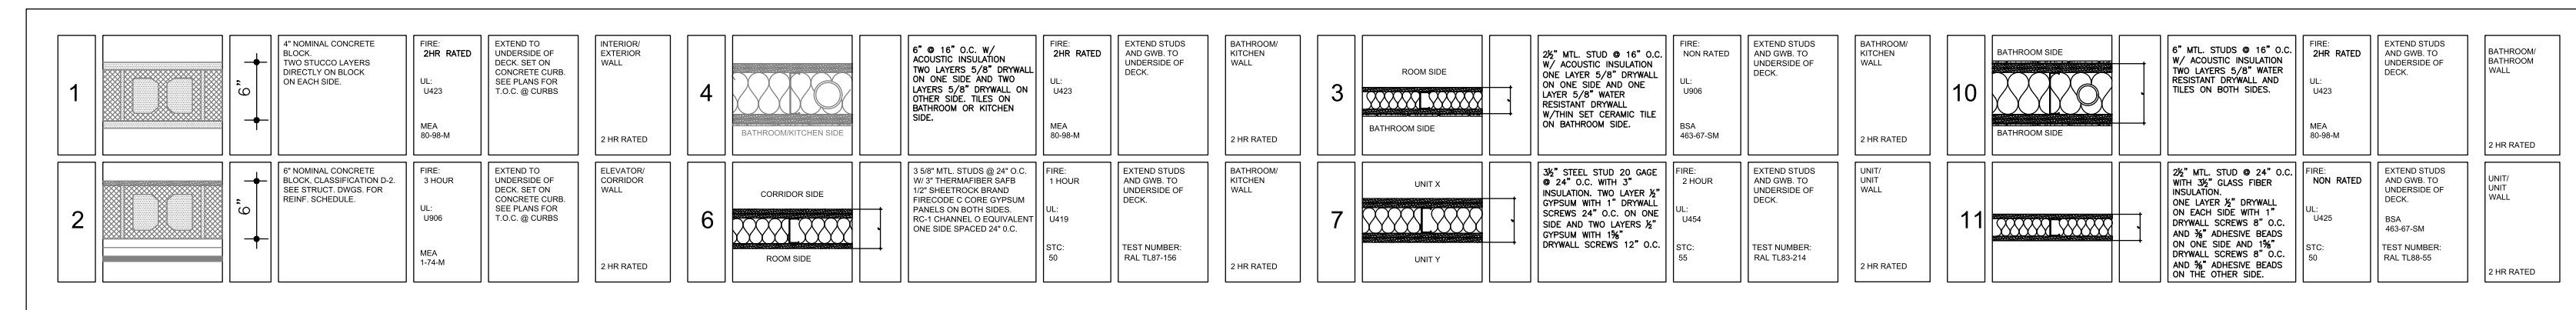 1
6"
4" NOMINAL CONCRETE
BLOCK.
TWO STUCCO LAYERS
DIRECTLY ON BLOCK
ON EACH SIDE.
FIRE:
2HR RATED
UL:
U423
MEA
80-98-M
EXTEND TO
UNDERSIDE OF
DECK. SET ON
CONCRETE CURB.
SEE PLANS FOR
T.O.C. @ CURBS
INTERIOR/
EXTERIOR
WALL
2 HR RATED
4
BATHROOM/KITCHEN SIDE
6" @ 16" O.C. W/
ACOUSTIC INSULATION
TWO LAYERS 5/8" DRYWALL
ON ONE SIDE AND TWO
LAYERS 5/8" DRYWALL ON
OTHER SIDE. TILES ON
BATHROOM OR KITCHEN
SIDE.
FIRE:
2HR RATED
UL:
U423
MEA
80-98-M
EXTEND STUDS
AND GWB. TO
UNDERSIDE OF
DECK.
BATHROOM/
KITCHEN
WALL
2 HR RATED
3
ROOM SIDE
BATHROOM SIDE
2½" MTL. STUD @ 16" O.C.
W/ ACOUSTIC INSULATION
ONE LAYER 5/8" DRYWALL
ON ONE SIDE AND ONE
LAYER 5/8" WATER
RESISTANT DRYWALL
W/THIN SET CERAMIC TILE
ON BATHROOM SIDE.
FIRE:
NON RATED
UL:
U906
BSA
463-67-SM
EXTEND STUDS
AND GWB. TO
UNDERSIDE OF
DECK.
BATHROOM/
KITCHEN
WALL
2 HR RATED
10
BATHROOM SIDE
BATHROOM SIDE
6" MTL. STUDS @ 16" O.C.
W/ ACOUSTIC INSULATION
TWO LAYERS 5/8" WATER
RESISTANT DRYWALL AND
TILES ON BOTH SIDES.
FIRE:
2HR RATED
UL:
U423
MEA
80-98-M
EXTEND STUDS
AND GWB. TO
UNDERSIDE OF
DECK.
BATHROOM/
BATHROOM
WALL
2 HR RATED
2
6"
6" NOMINAL CONCRETE
BLOCK, CLASSIFICATION D-2.
SEE STRUCT. DWGS. FOR
REINF. SCHEDULE.
FIRE:
3 HOUR
UL:
U906
MEA
1-74-M
EXTEND TO
UNDERSIDE OF
DECK. SET ON
CONCRETE CURB.
SEE PLANS FOR
T.O.C. @ CURBS
ELEVATOR/
CORRIDOR
WALL
2 HR RATED
6
CORRIDOR SIDE
ROOM SIDE
3 5/8" MTL. STUDS @ 24" O.C.
W/ 3" THERMAFIBER SAFB
1/2" SHEETROCK BRAND
FIRECODE C CORE GYPSUM
PANELS ON BOTH SIDES.
RC-1 CHANNEL O EQUIVALENT
ONE SIDE SPACED 24" 0.C.
FIRE:
1 HOUR
UL:
U419
STC:
50
EXTEND STUDS
AND GWB. TO
UNDERSIDE OF
DECK.
TEST NUMBER:
RAL TL87-156
BATHROOM/
KITCHEN
WALL
2 HR RATED
7
UNIT X
UNIT Y
3½" STEEL STUD 20 GAGE
@ 24" O.C. WITH 3"
INSULATION. TWO LAYER ½"
GYPSUM WITH 1" DRYWALL
SCREWS 24" O.C. ON ONE
SIDE AND TWO LAYERS ½"
GYPSUM WITH 1⅝"
DRYWALL SCREWS 12" O.C.
FIRE:
2 HOUR
UL:
U454
STC:
55
EXTEND STUDS
AND GWB. TO
UNDERSIDE OF
DECK.
TEST NUMBER:
RAL TL83-214
UNIT/
UNIT
WALL
2 HR RATED
11
2½" MTL. STUD @ 24" O.C.
WITH 3½" GLASS FIBER
INSULATION.
ONE LAYER ½" DRYWALL
ON EACH SIDE WITH 1"
DRYWALL SCREWS 8" O.C.
AND ⅜" ADHESIVE BEADS
ON ONE SIDE AND 1⅝"
DRYWALL SCREWS 8" O.C.
AND ⅝" ADHESIVE BEADS
ON THE OTHER SIDE.
FIRE:
NON RATED
UL:
U425
STC:
50
EXTEND STUDS
AND GWB. TO
UNDERSIDE OF
DECK.
BSA
463-67-SM
TEST NUMBER:
RAL TL88-55
UNIT/
UNIT
WALL
2 HR RATED